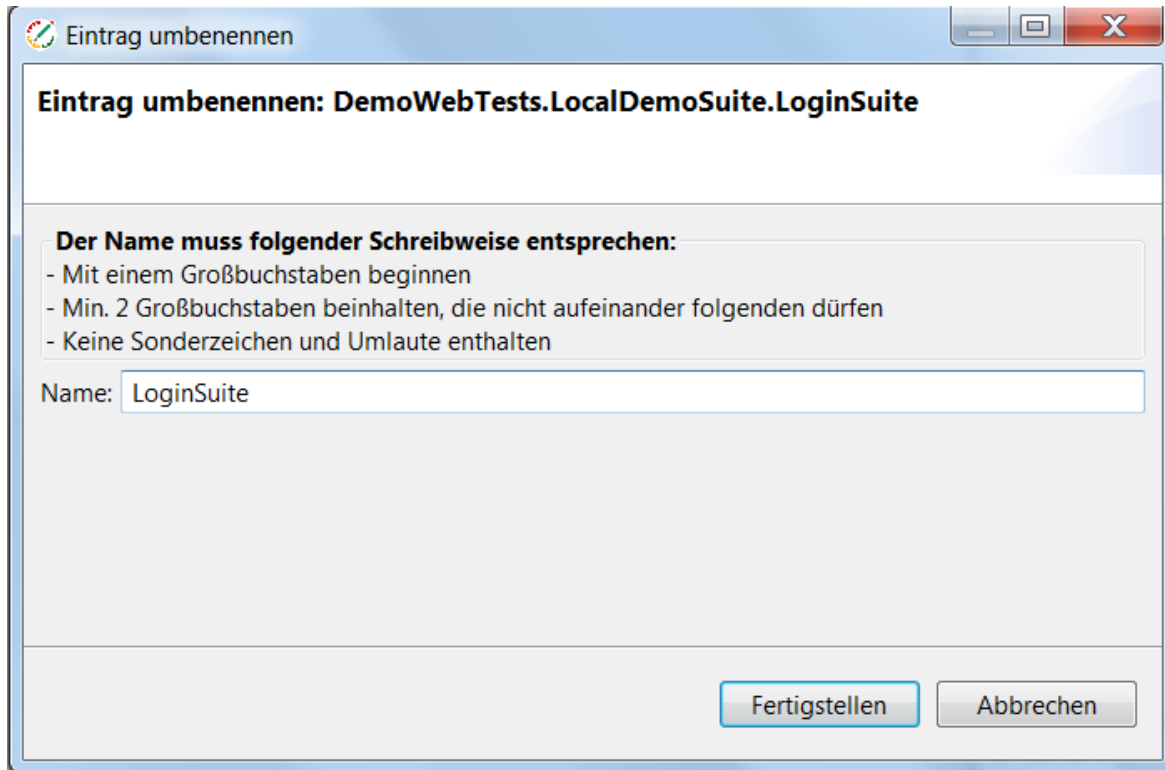 Eintrag umbenennen
Eintrag umbenennen: DemoWebTests.LocalDemoSuite.LoginSuite
Der Name muss folgender Schreibweise entsprechen:
- Mit einem Großbuchstaben beginnen
- Min. 2 Großbuchstaben beinhalten, die nicht aufeinander folgenden dürfen
- Keine Sonderzeichen und Umlaute enthalten
Name: LoginSuite
Fertigstellen Abbrechen